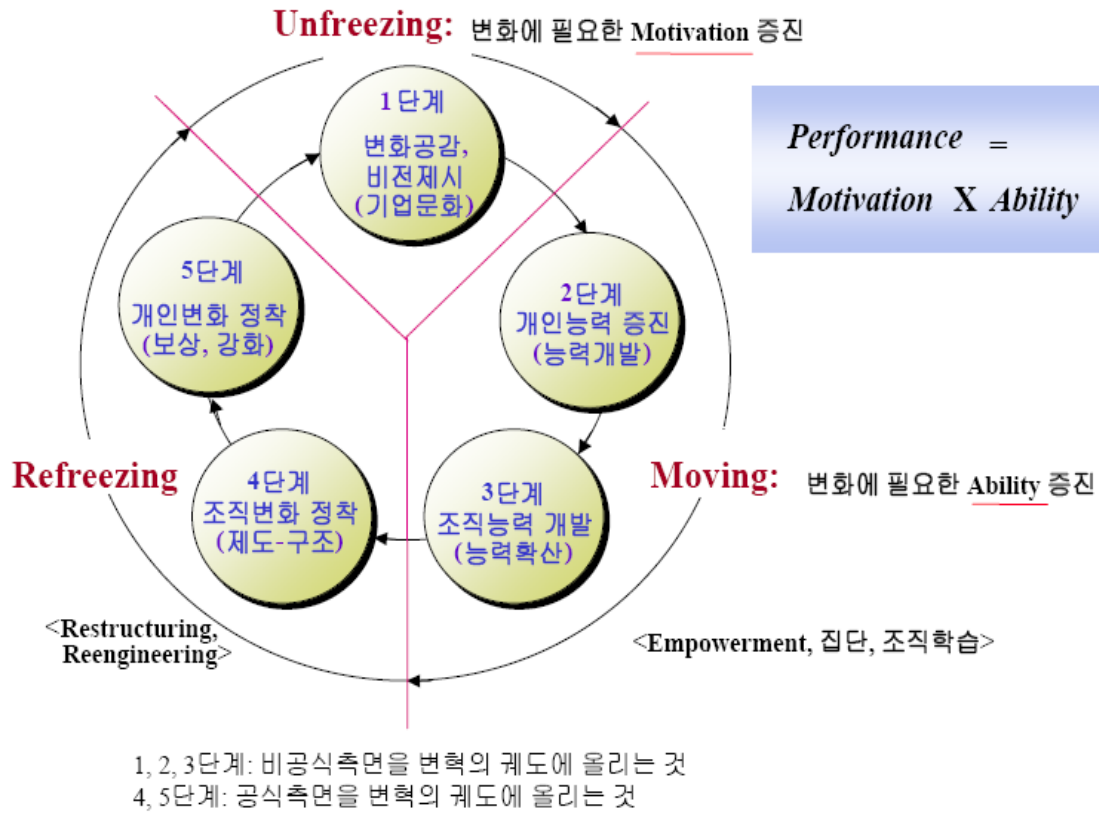 Unfreezing: 변화에 필요한 Motivation 증진
1단계
변화공감,
비전제시
(기업문화)
Performance =
Motivation X Ability
5단계
개인변화 정착
(보상, 강화)
2단계
개인능력 증진
(능력개발)
Refreezing
4단계
조직변화 정착
(제도-구조)
3단계
조직능력 개발
(능력확산)
Moving: 변화에 필요한 Ability 증진
<Restructuring,
Reengineering>
<Empowerment, 집단, 조직학습>
1, 2, 3단계: 비공식측면을 변혁의 궤도에 올리는 것
4, 5단계: 공식측면을 변혁의 궤도에 올리는 것